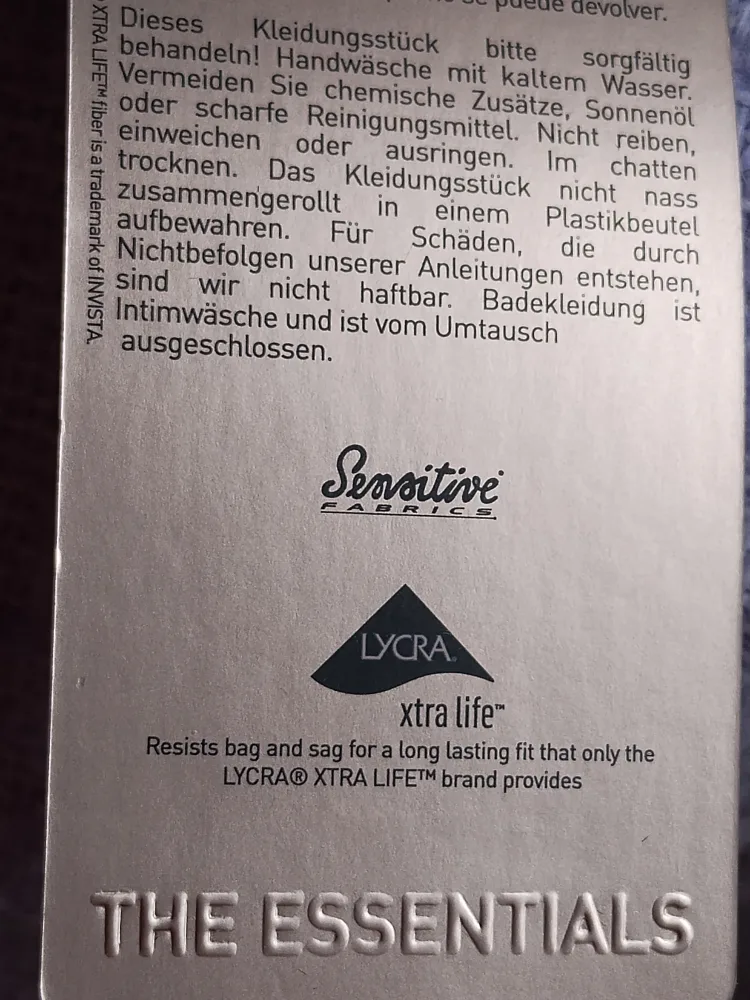 se puede devolver.
Dieses Kleidungsstück bitte sorgfältig
behandeln! Handwäsche mit kaltem Wasser.
Vermeiden Sie chemische Zusätze, Sonnenöl
oder scharfe Reinigungsmittel. Nicht reiben,
einweichen oder ausringen. Im chatten
trocknen. Das Kleidungsstück nicht nass
zusammengerollt in einem Plastikbeutel
aufbewahren. Für Schäden, die durch
Nichtbefolgen unserer Anleitungen entstehen,
sind wir nicht haftbar. Badekleidung ist
Intimwäsche und ist vom Umtausch
ausgeschlossen.
XTRA LIFE™ fiber is a trademark of INVISTA.
Sensitive
FABRICS
LYCRA®
xtra life™
Resists bag and sag for a long lasting fit that only the
LYCRA® XTRA LIFE™ brand provides
THE ESSENTIALS